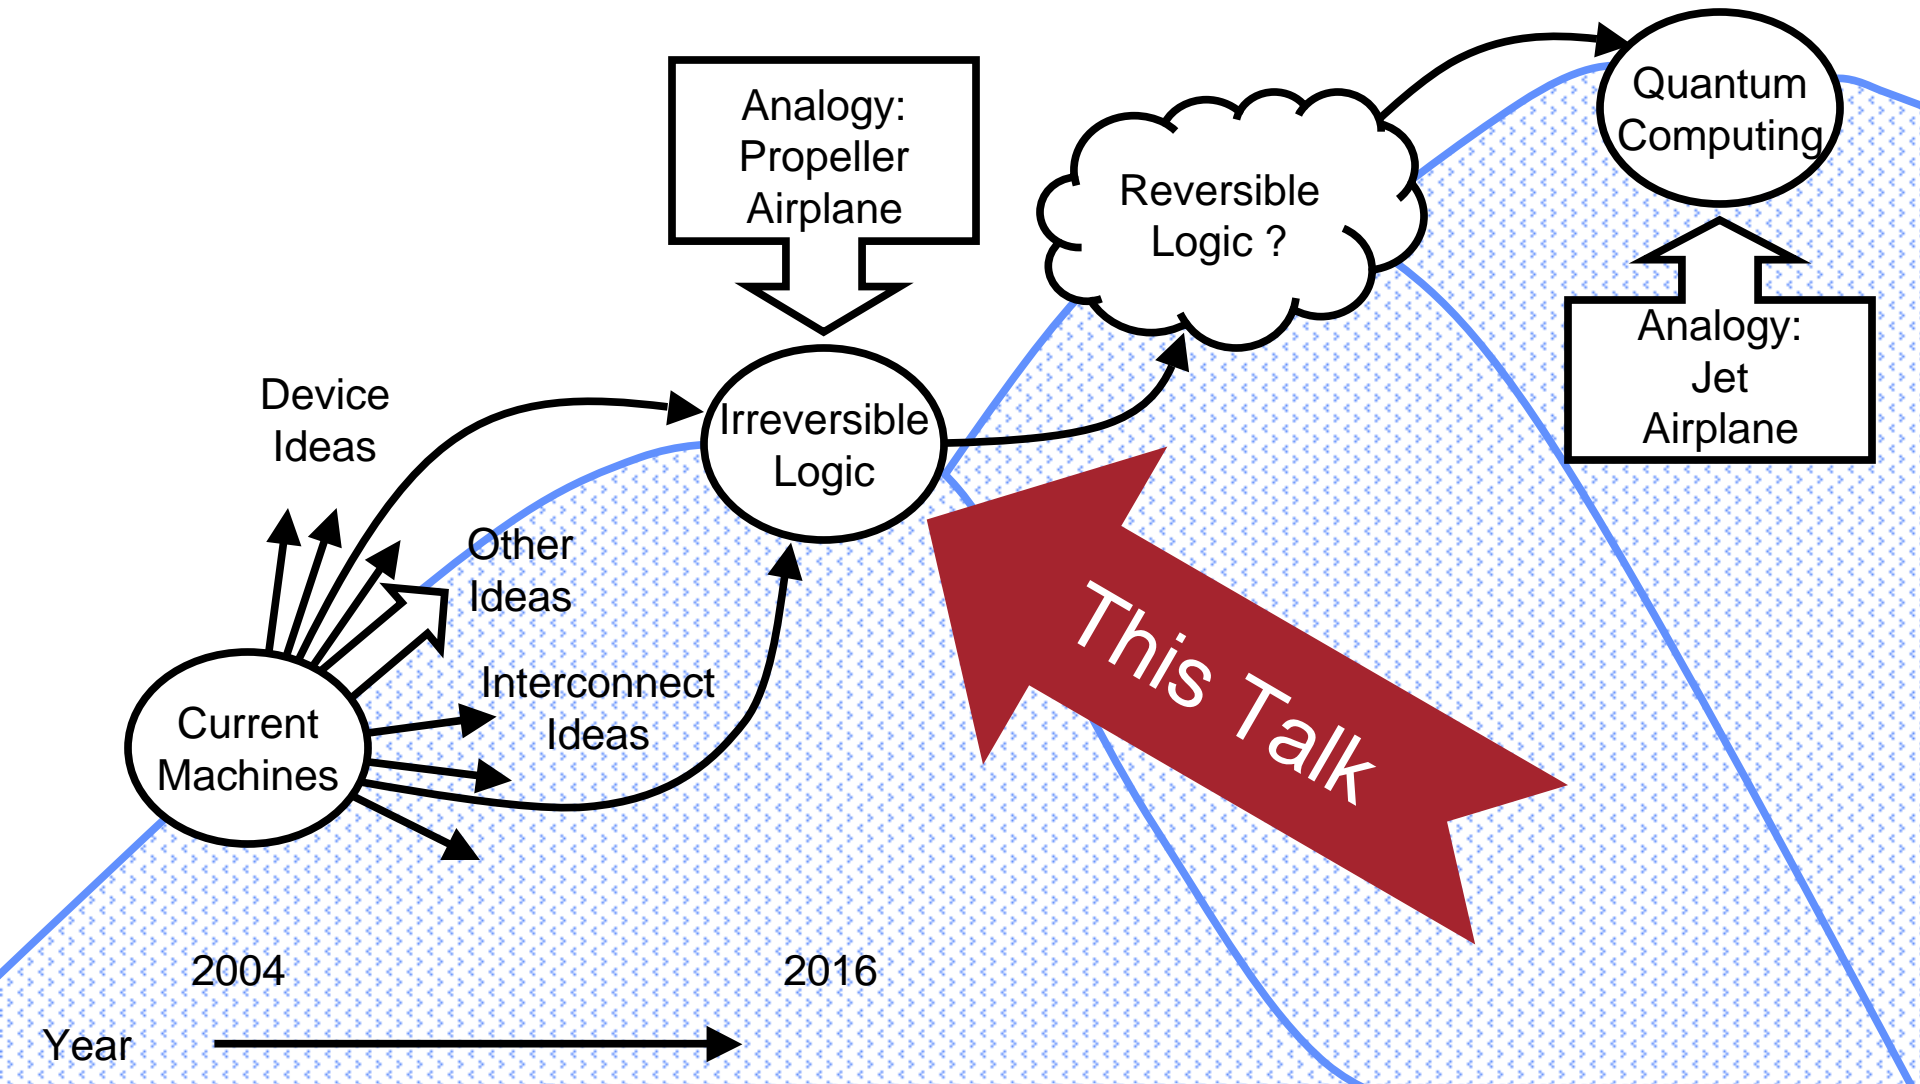 Quantum
Computing
Analogy:
Propeller
Airplane
Reversible
Logic ?
Analogy:
Jet
Airplane
Device
Ideas
Irreversible
Logic
Other
Ideas
Interconnect
Ideas
Current
Machines
This Talk
2004
2016
Year